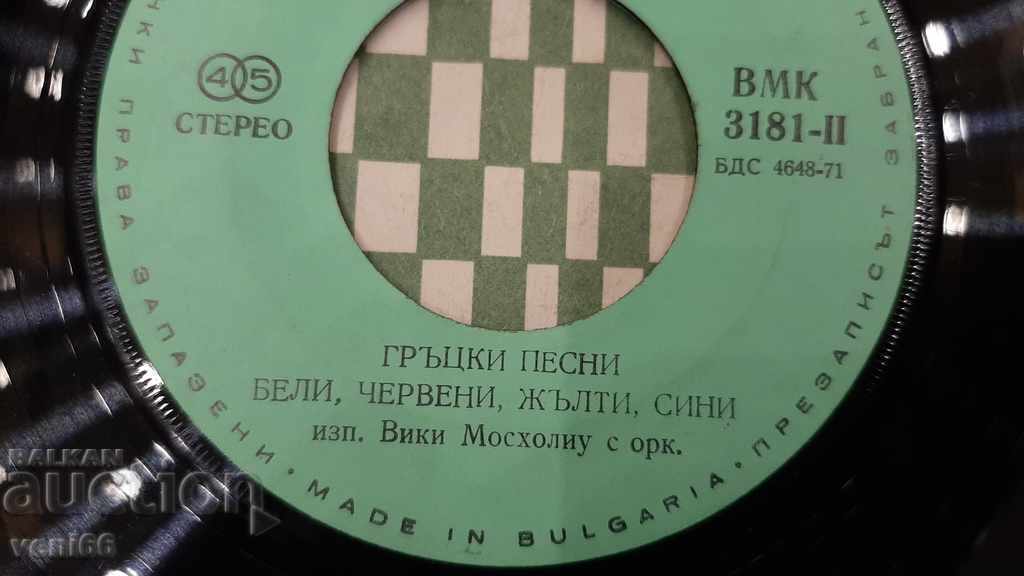 45
СТЕРЕО
ВМК
3181-II
БДС 4648-71
ГРЪЦКИ ПЕСНИ
БЕЛИ, ЧЕРВЕНИ, ЖЪЛТИ, СИНИ
изп. Вики Мосхолиу с орк.
ПРАВА ЗАПАЗЕНИ · MADE IN BULGARIA · ПРЕЗАПИСЪТ
BALKAN
auction
veni66